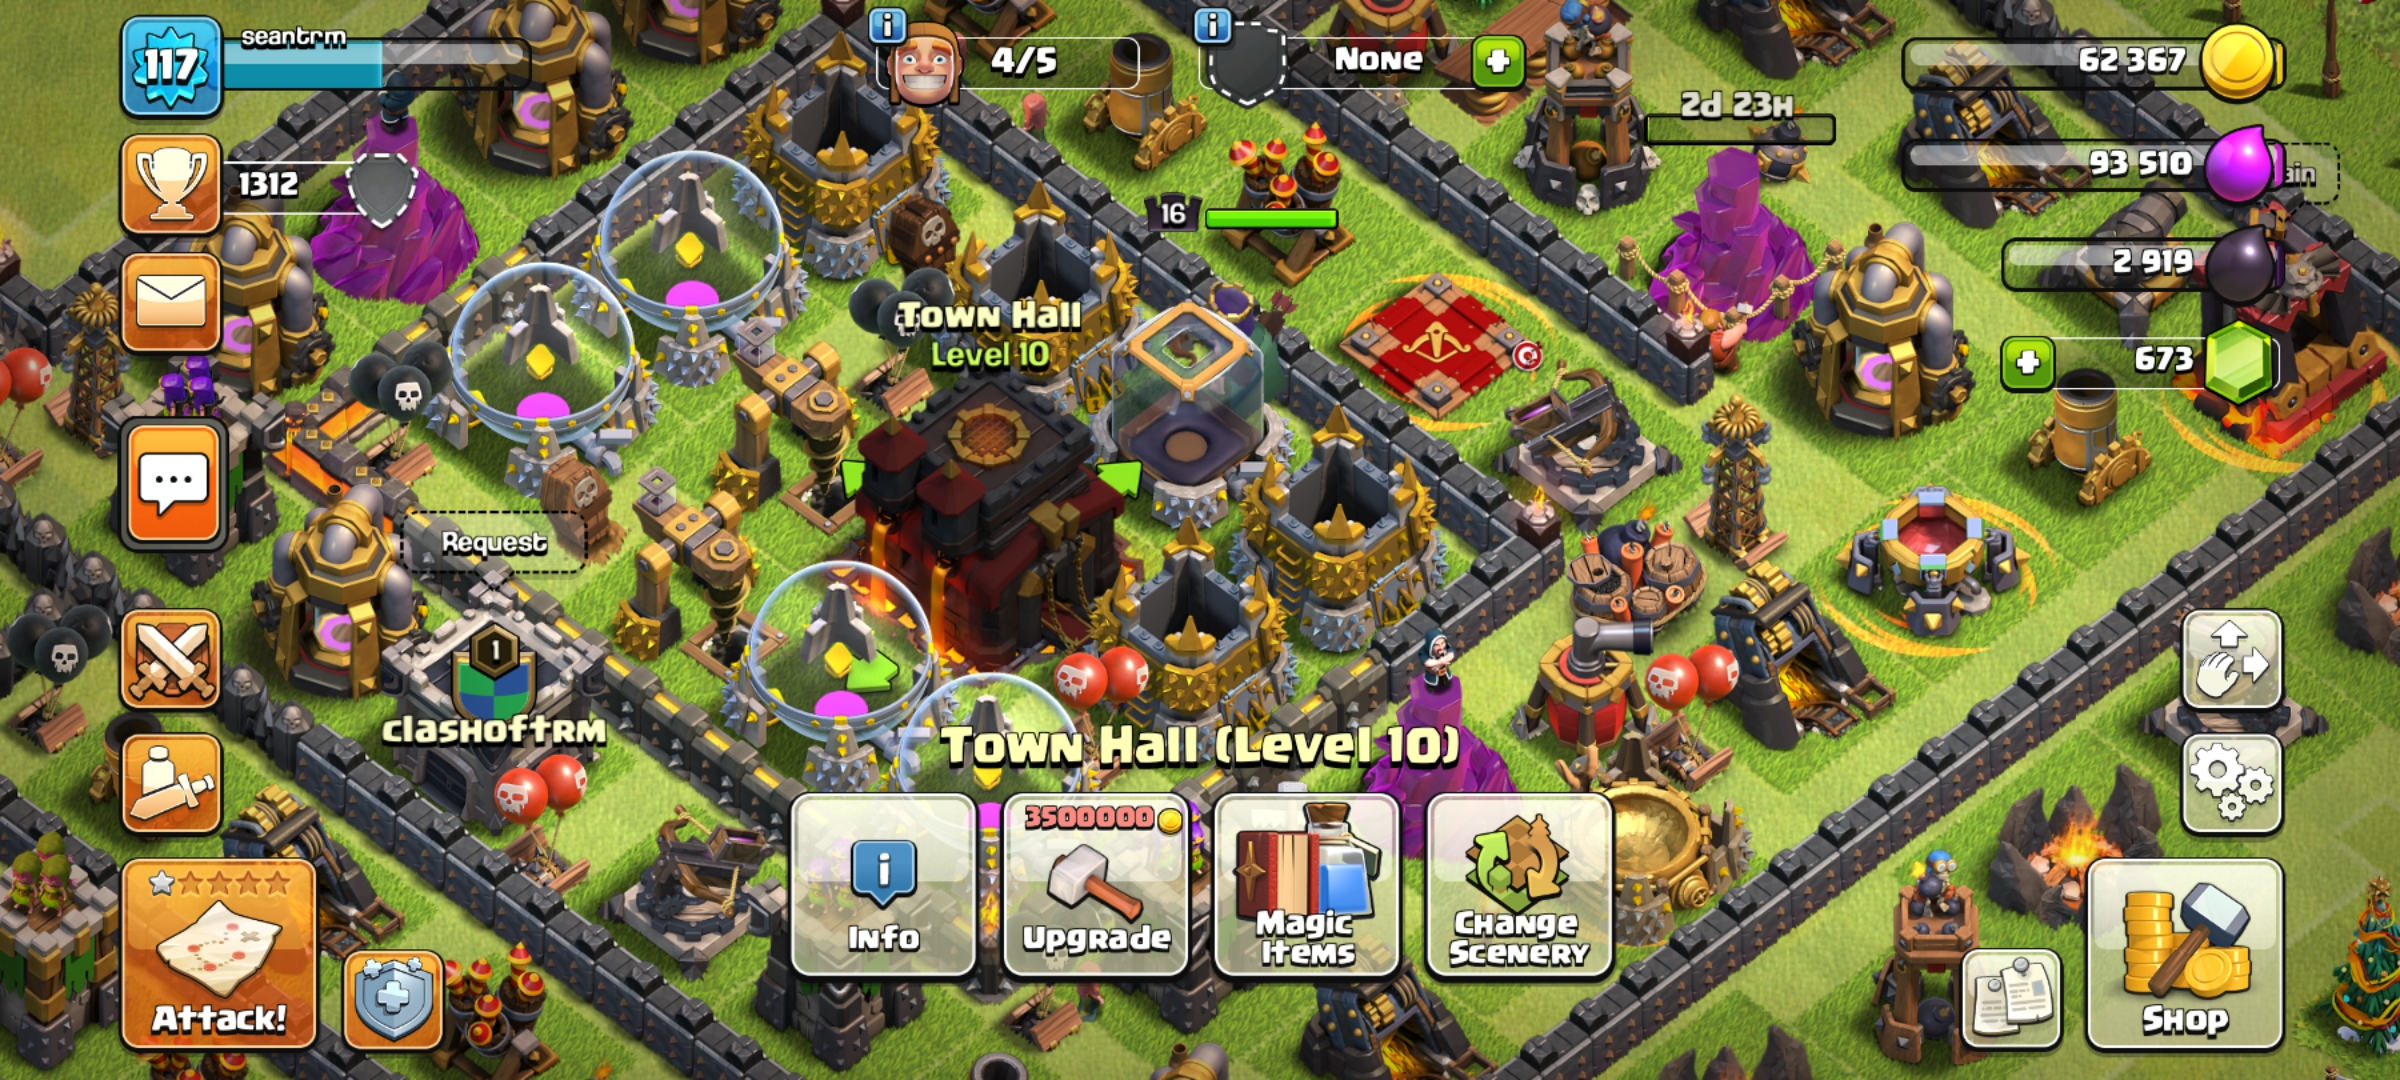 117
seantrm
4/5
None
62 367
2d 23h
1312
93 510
ain
16
2 919
Town Hall
Level 10
673
Request
1
clashoftrm
Town Hall (Level 10)
3500000
Info
Upgrade
Magic
Items
Change
Scenery
Attack!
Shop